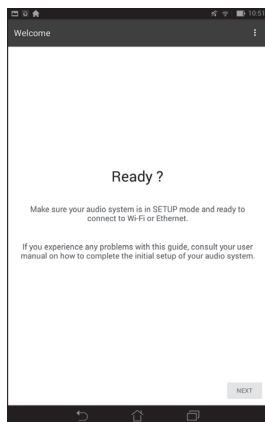 10:51
Welcome
Ready ?
Make sure your audio system is in SETUP mode and ready to
connect to Wi-Fi or Ethernet.
If you experience any problems with this guide, consult your user
manual on how to complete the initial setup of your audio system.
NEXT